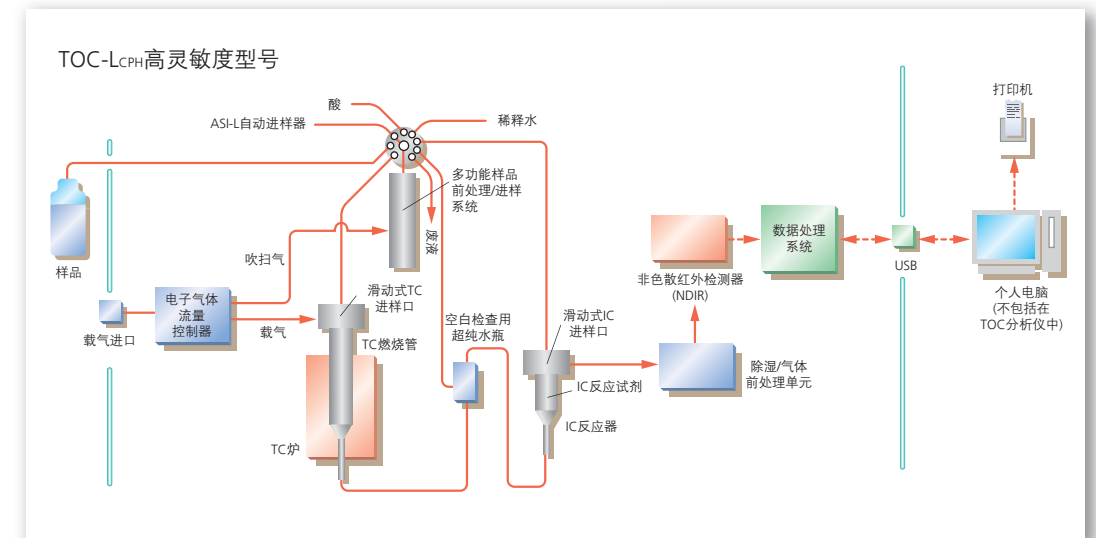 TOC-LCPH高灵敏度型号
酸
ASI-L自动进样器
稀释水
打印机
多功能样品
前处理/进样
系统
废液
样品
吹扫气
数据处理
系统
USB
非色散红外检测器
(NDIR)
个人电脑
(不包括在
TOC分析仪中)
电子气体
流量
控制器
载气进口
载气
滑动式TC
进样口
TC燃烧管
空白检查用
超纯水瓶
滑动式IC
进样口
除湿/气体
前处理单元
IC反应试剂
IC反应器
TC炉